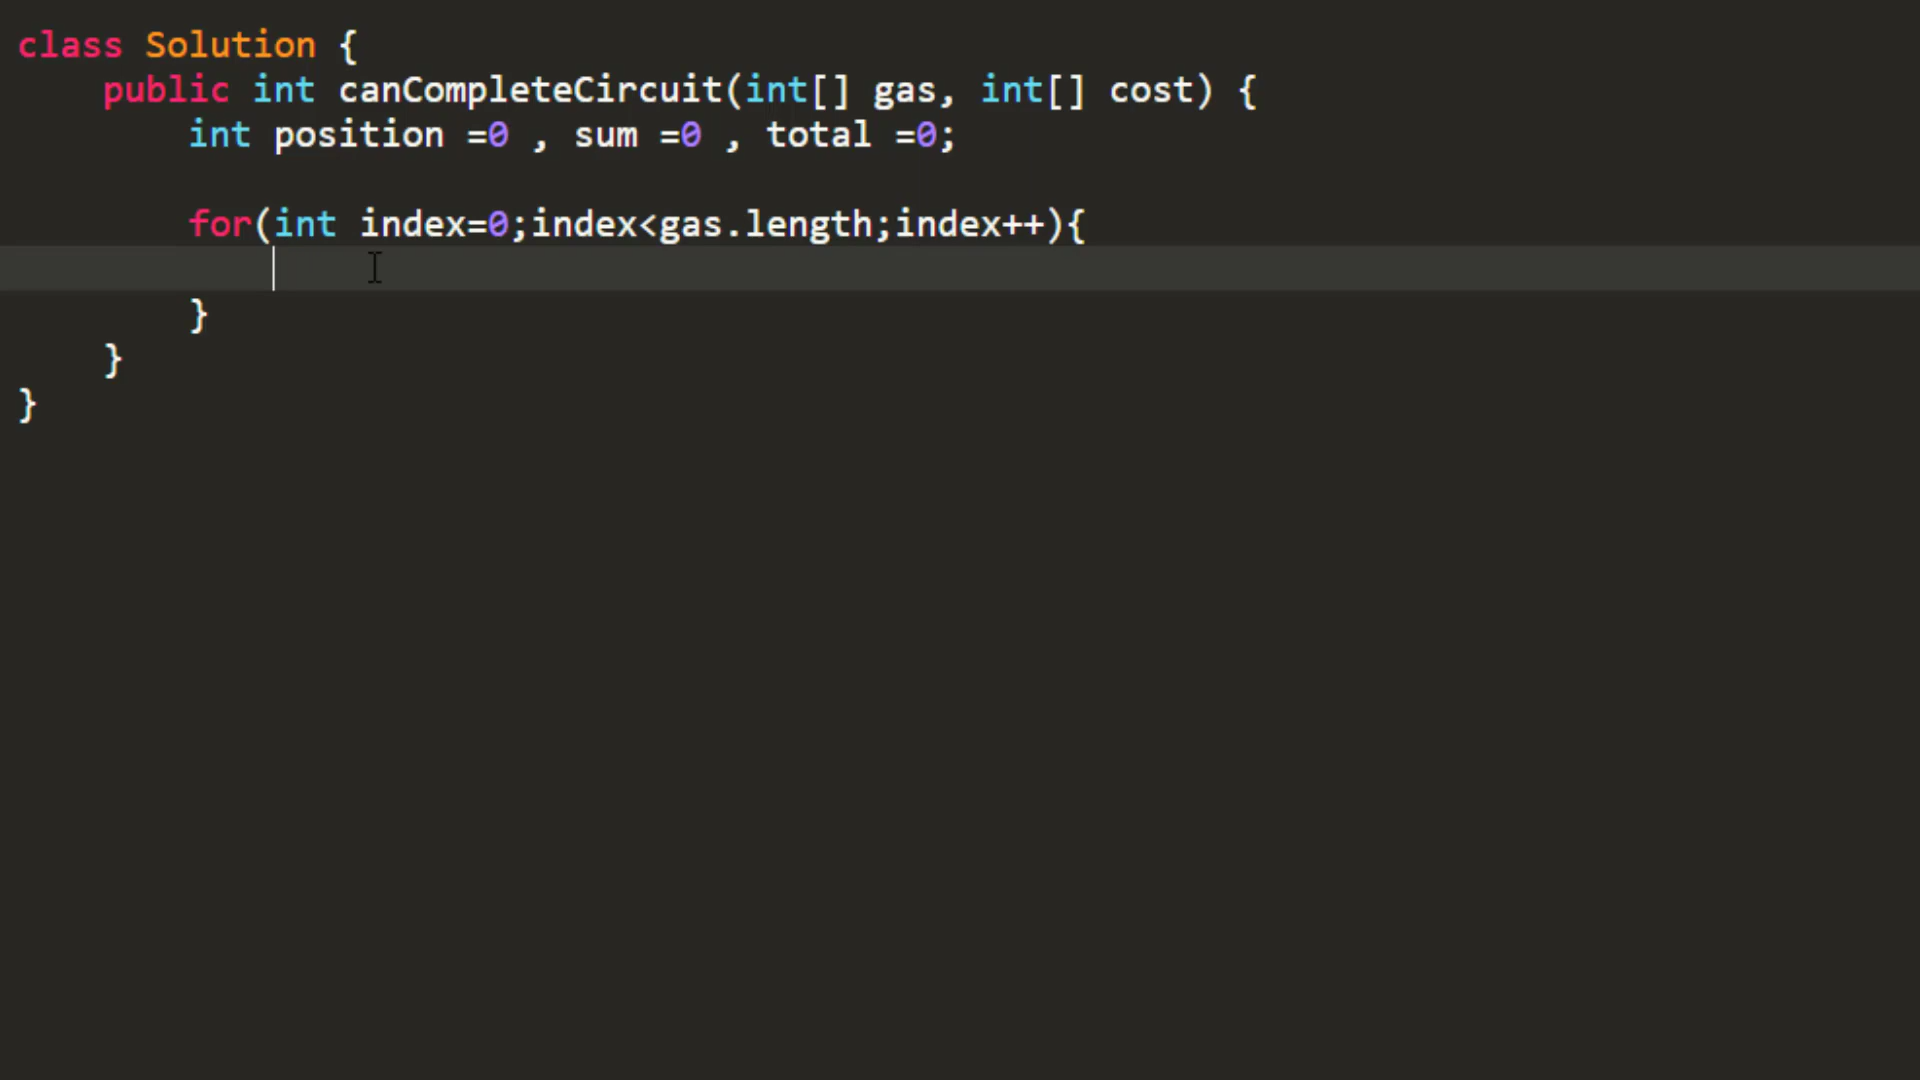 class Solution {
    public int canCompleteCircuit(int[] gas, int[] cost) {
        int position =0 , sum =0 , total =0;
        for(int index=0;index<gas.length;index++){
        }
    }
}